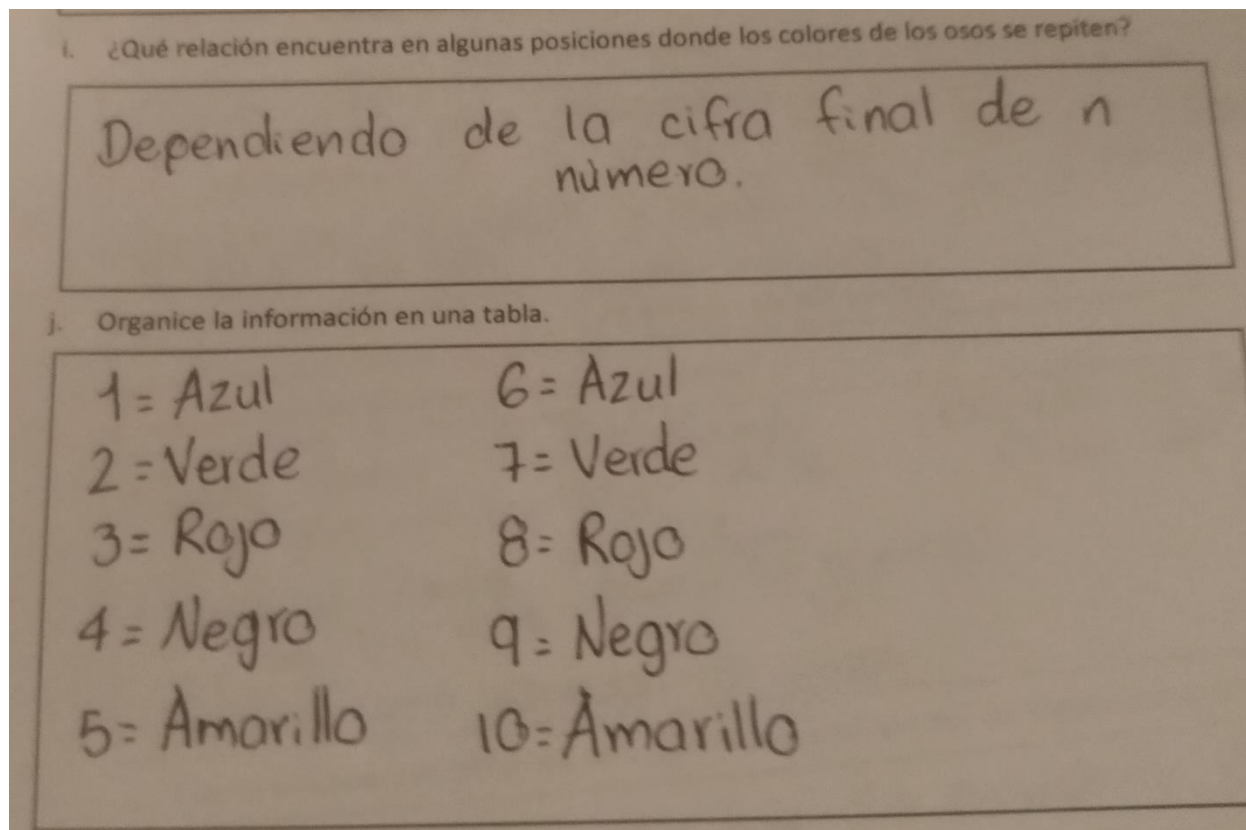 i. ¿Qué relación encuentra en algunas posiciones donde los colores de los osos se repiten?
Dependiendo de la cifra final de n
número.
j. Organice la información en una tabla.
1 = Azul 6 = Azul
2 = Verde 7 = Verde
3 = Rojo 8 = Rojo
4 = Negro 9 = Negro
5 = Amarillo 10 = Amarillo